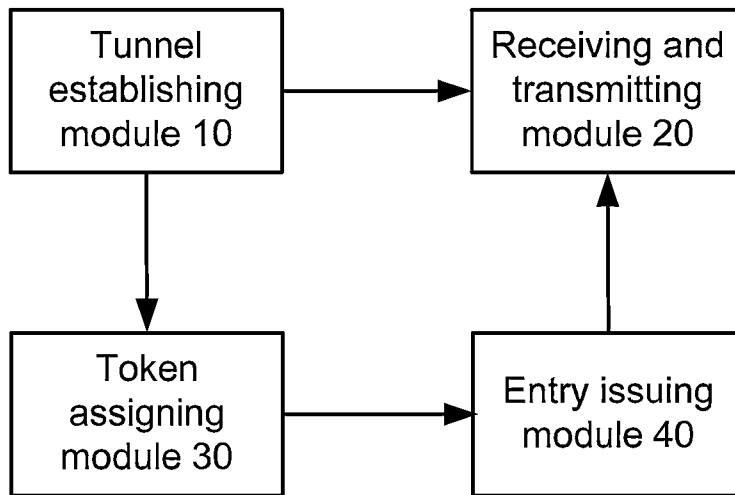 Tunnel
establishing
module 10
Receiving and
transmitting
module 20
Token
assigning
module 30
Entry issuing
module 40